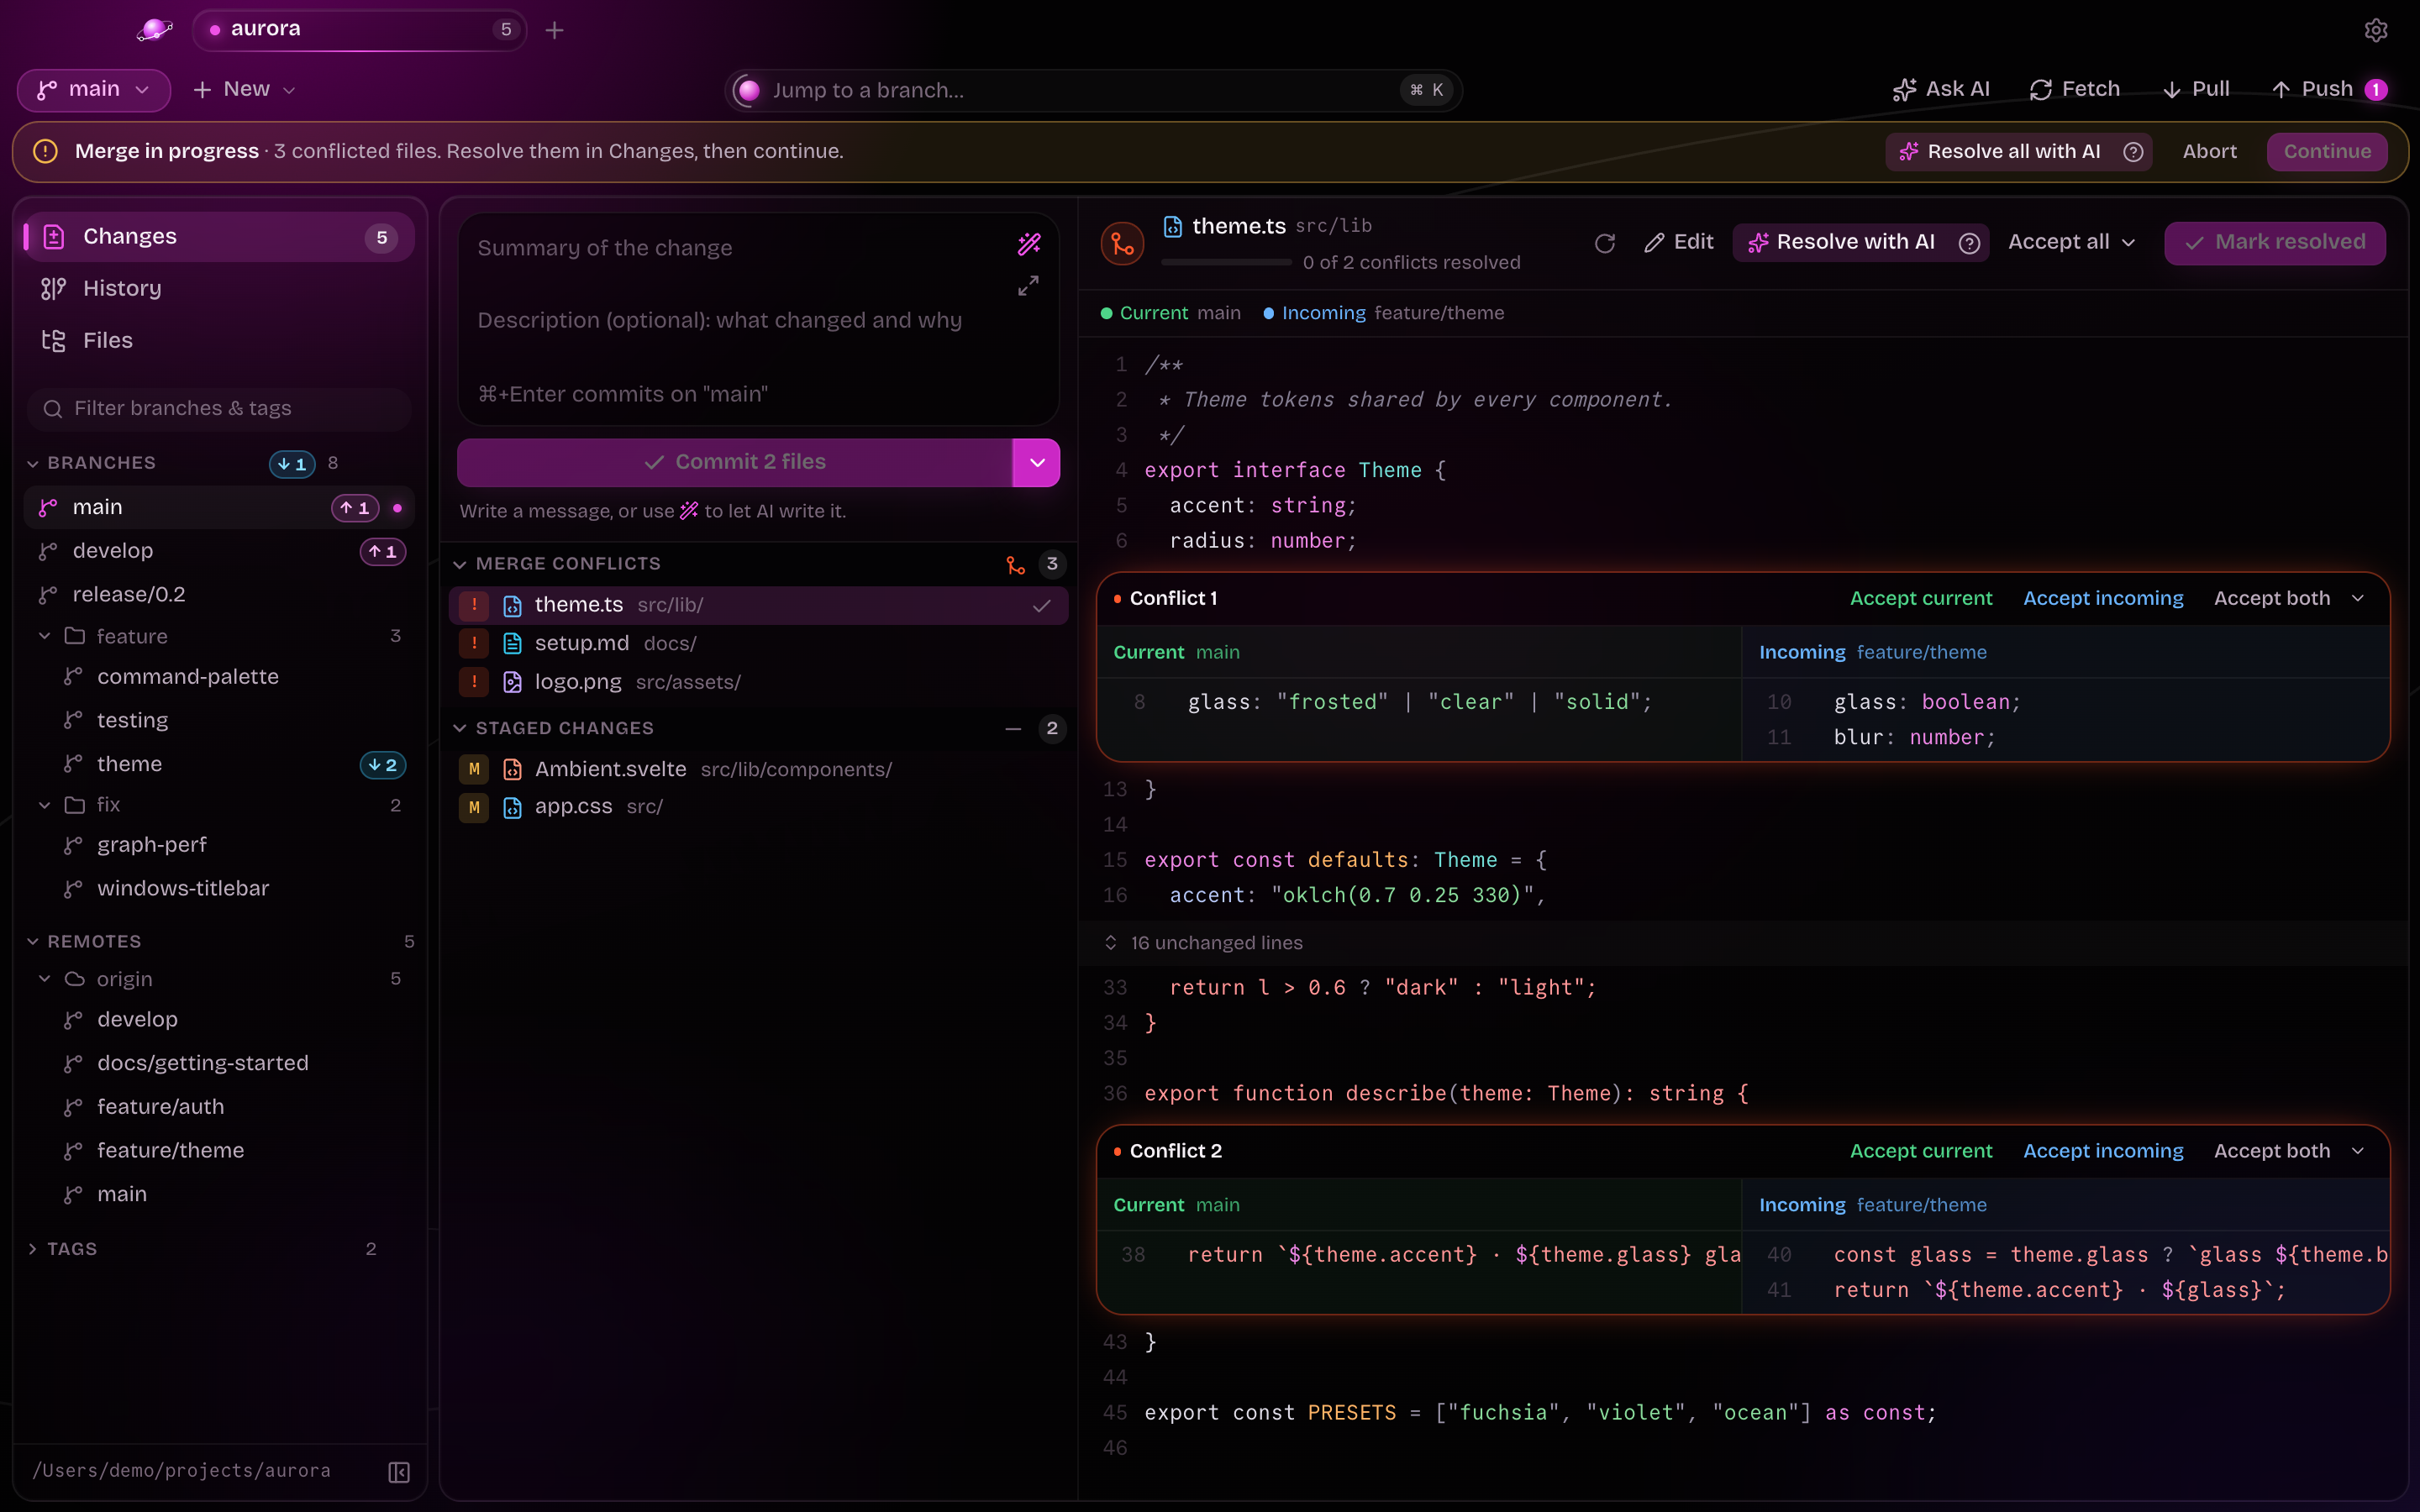 aurora 5
main New Jump to a branch... ⌘ K Ask AI Fetch Pull Push 1
Merge in progress · 3 conflicted files. Resolve them in Changes, then continue. Resolve all with AI Abort Continue
Changes 5
History
Files
Filter branches & tags
BRANCHES ↓1 8
main ↑1
develop ↑1
release/0.2
feature 3
command-palette
testing
theme ↓2
fix 2
graph-perf
windows-titlebar
REMOTES 5
origin 5
develop
docs/getting-started
feature/auth
feature/theme
main
TAGS 2
/Users/demo/projects/aurora
Summary of the change
Description (optional): what changed and why
⌘+Enter commits on "main"
Commit 2 files
Write a message, or use to let AI write it.
MERGE CONFLICTS 3
! theme.ts src/lib/
! setup.md docs/
! logo.png src/assets/
STAGED CHANGES 2
M Ambient.svelte src/lib/components/
M app.css src/
theme.ts src/lib
0 of 2 conflicts resolved
Edit Resolve with AI Accept all Mark resolved
Current main Incoming feature/theme
1 /**
2  * Theme tokens shared by every component.
3  */
4 export interface Theme {
5   accent: string;
6   radius: number;
Conflict 1 Accept current Accept incoming Accept both
Current main Incoming feature/theme
8 glass: "frosted" | "clear" | "solid"; 10 glass: boolean;
11 blur: number;
13 }
14
15 export const defaults: Theme = {
16   accent: "oklch(0.7 0.25 330)",
16 unchanged lines
33   return l > 0.6 ? "dark" : "light";
34 }
35
36 export function describe(theme: Theme): string {
Conflict 2 Accept current Accept incoming Accept both
Current main Incoming feature/theme
38 return `${theme.accent} · ${theme.glass} gla 40 const glass = theme.glass ? `glass ${theme.b
41 return `${theme.accent} · ${glass}`;
43 }
44
45 export const PRESETS = ["fuchsia", "violet", "ocean"] as const;
46